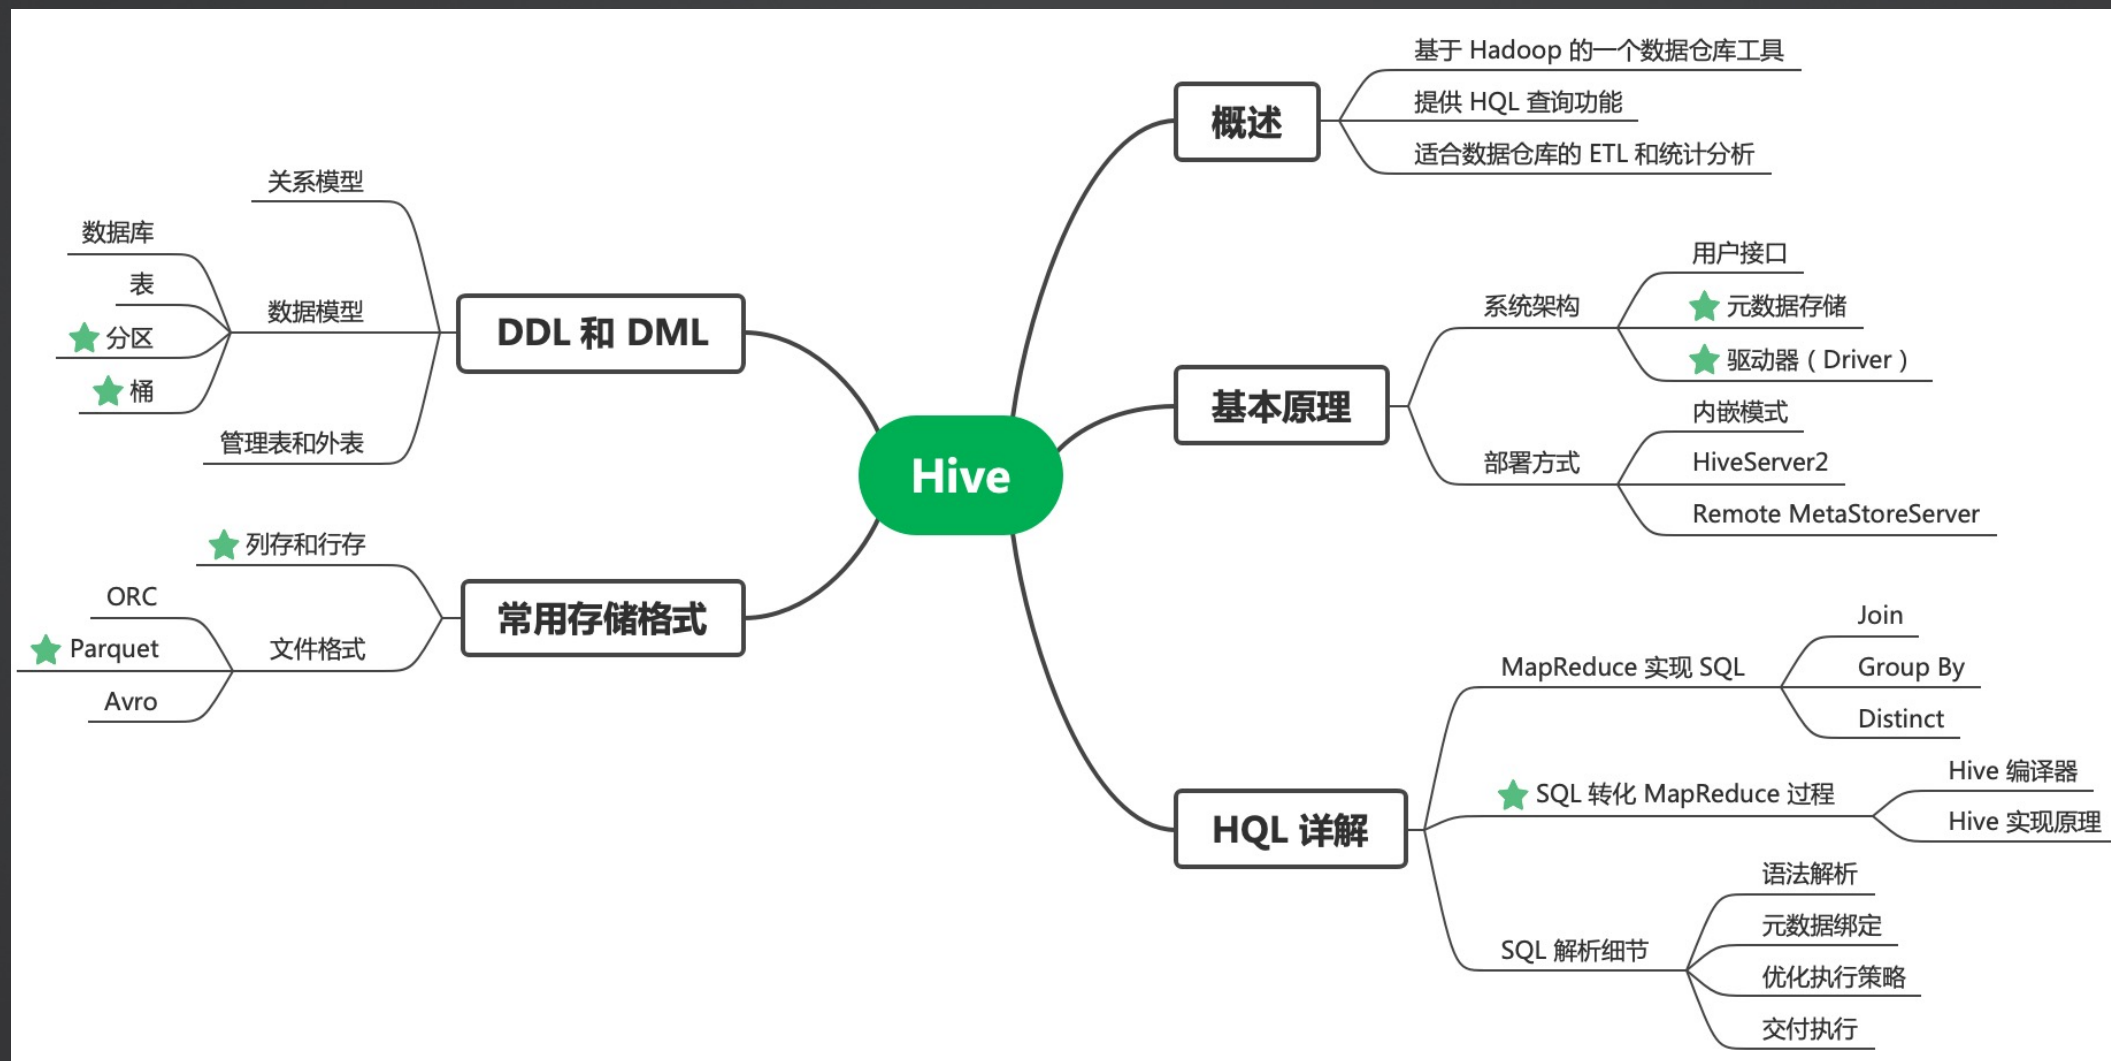 Hive
概述
基于 Hadoop 的一个数据仓库工具
提供 HQL 查询功能
适合数据仓库的 ETL 和统计分析
基本原理
系统架构
用户接口
元数据存储
驱动器（Driver）
部署方式
内嵌模式
HiveServer2
Remote MetaStoreServer
HQL 详解
MapReduce 实现 SQL
Join
Group By
Distinct
SQL 转化 MapReduce 过程
Hive 编译器
Hive 实现原理
SQL 解析细节
语法解析
元数据绑定
优化执行策略
交付执行
DDL 和 DML
关系模型
数据模型
数据库
表
分区
桶
管理表和外表
常用存储格式
列存和行存
文件格式
ORC
Parquet
Avro